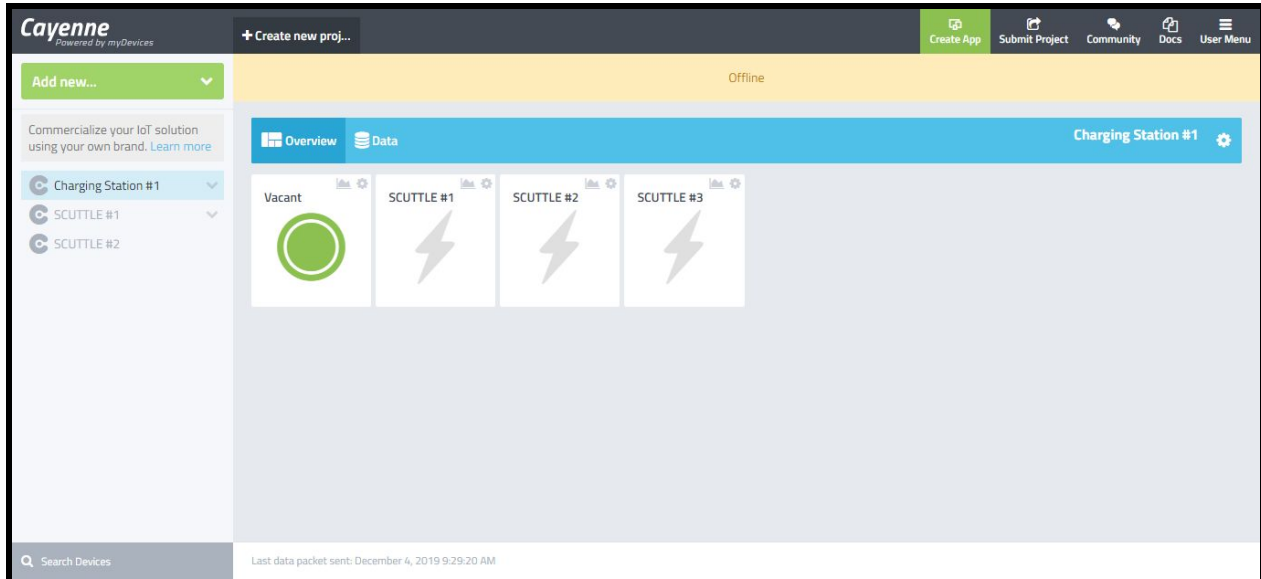 Cayenne
Powered by myDevices
+ Create new proj...
Create App
Submit Project
Community
Docs
User Menu
Add new...
Offline
Commercialize your IoT solution
using your own brand. Learn more
Overview
Data
Charging Station #1
Charging Station #1
SCUTTLE #1
SCUTTLE #2
Vacant
SCUTTLE #1
SCUTTLE #2
SCUTTLE #3
Search Devices
Last data packet sent: December 4, 2019 9:29:20 AM